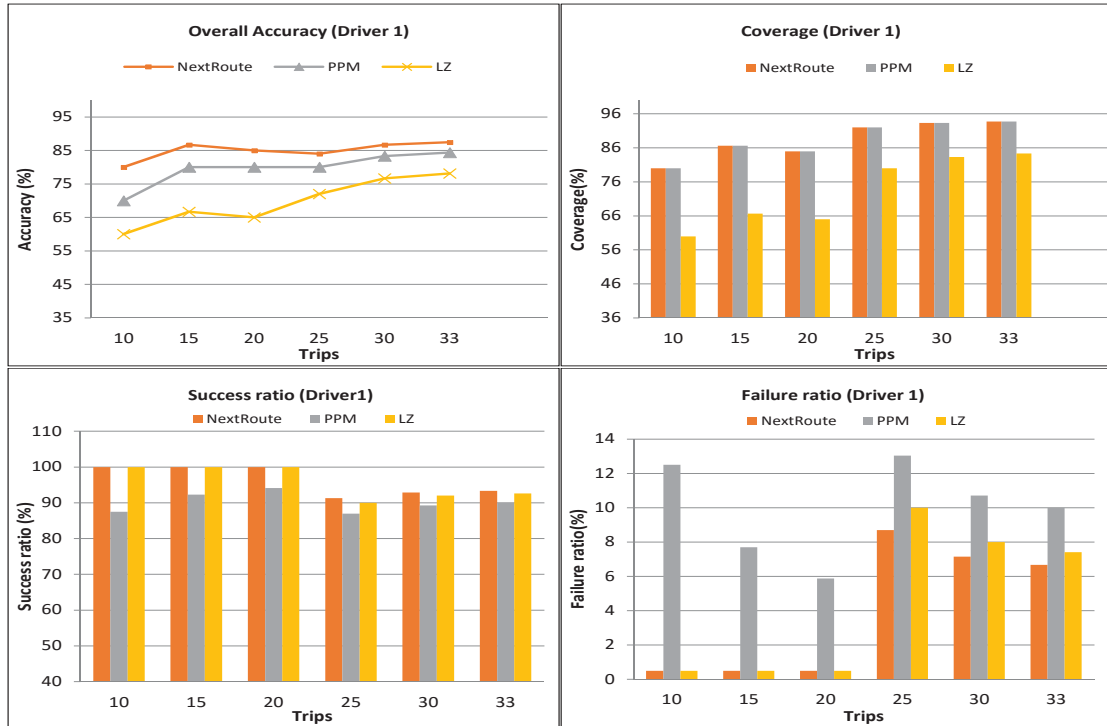 Overall Accuracy (Driver 1)
NextRoute PPM LZ
95
85
75
65
55
45
35
Accuracy (%)
10 15 20 25 30 33
Trips
Coverage (Driver 1)
NextRoute PPM LZ
96
86
76
66
56
46
36
Coverage(%)
10 15 20 25 30 33
Trips
Success ratio (Driver1)
NextRoute PPM LZ
110
100
90
80
70
60
50
40
Success ratio (%)
10 15 20 25 30 33
Trips
Failure ratio (Driver 1)
NextRoute PPM LZ
14
12
10
8
6
4
2
0
Failure ratio(%)
10 15 20 25 30 33
Trips